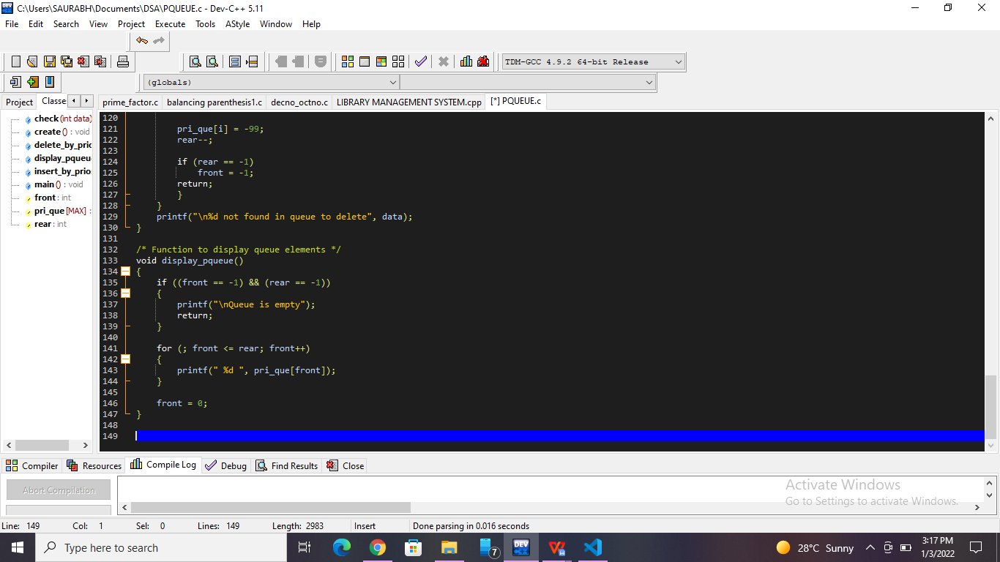 C:\Users\SAURABH\Documents\DSA\PQUEUE.c - Dev-C++ 5.11
File Edit Search View Project Execute Tools AStyle Window Help
TDM-GCC 4.9.2 64-bit Release
(globals)
Project Classe
prime_factor.c balancing parenthesis1.c decno_octno.c LIBRARY MANAGEMENT SYSTEM.cpp [*] PQUEUE.c
check (int data)
create () : void
delete_by_prio
display_pqueu
insert_by_prio
main () : void
front : int
pri_que [MAX] :
rear : int
120
121 pri_que[i] = -99;
122 rear--;
123
124 if (rear == -1)
125 front = -1;
126 return;
127 }
128 }
129 printf("\n%d not found in queue to delete", data);
130 }
131
132 /* Function to display queue elements */
133 void display_pqueue()
134 {
135 if ((front == -1) && (rear == -1))
136 {
137 printf("\nQueue is empty");
138 return;
139 }
140
141 for (; front <= rear; front++)
142 {
143 printf(" %d ", pri_que[front]);
144 }
145
146 front = 0;
147 }
148
149
Compiler Resources Compile Log Debug Find Results Close
Abort Compilation
Activate Windows
Go to Settings to activate Windows.
Line: 149 Col: 1 Sel: 0 Lines: 149 Length: 2983 Insert Done parsing in 0.016 seconds
Type here to search
7
DEV
28°C Sunny
3:17 PM
1/3/2022